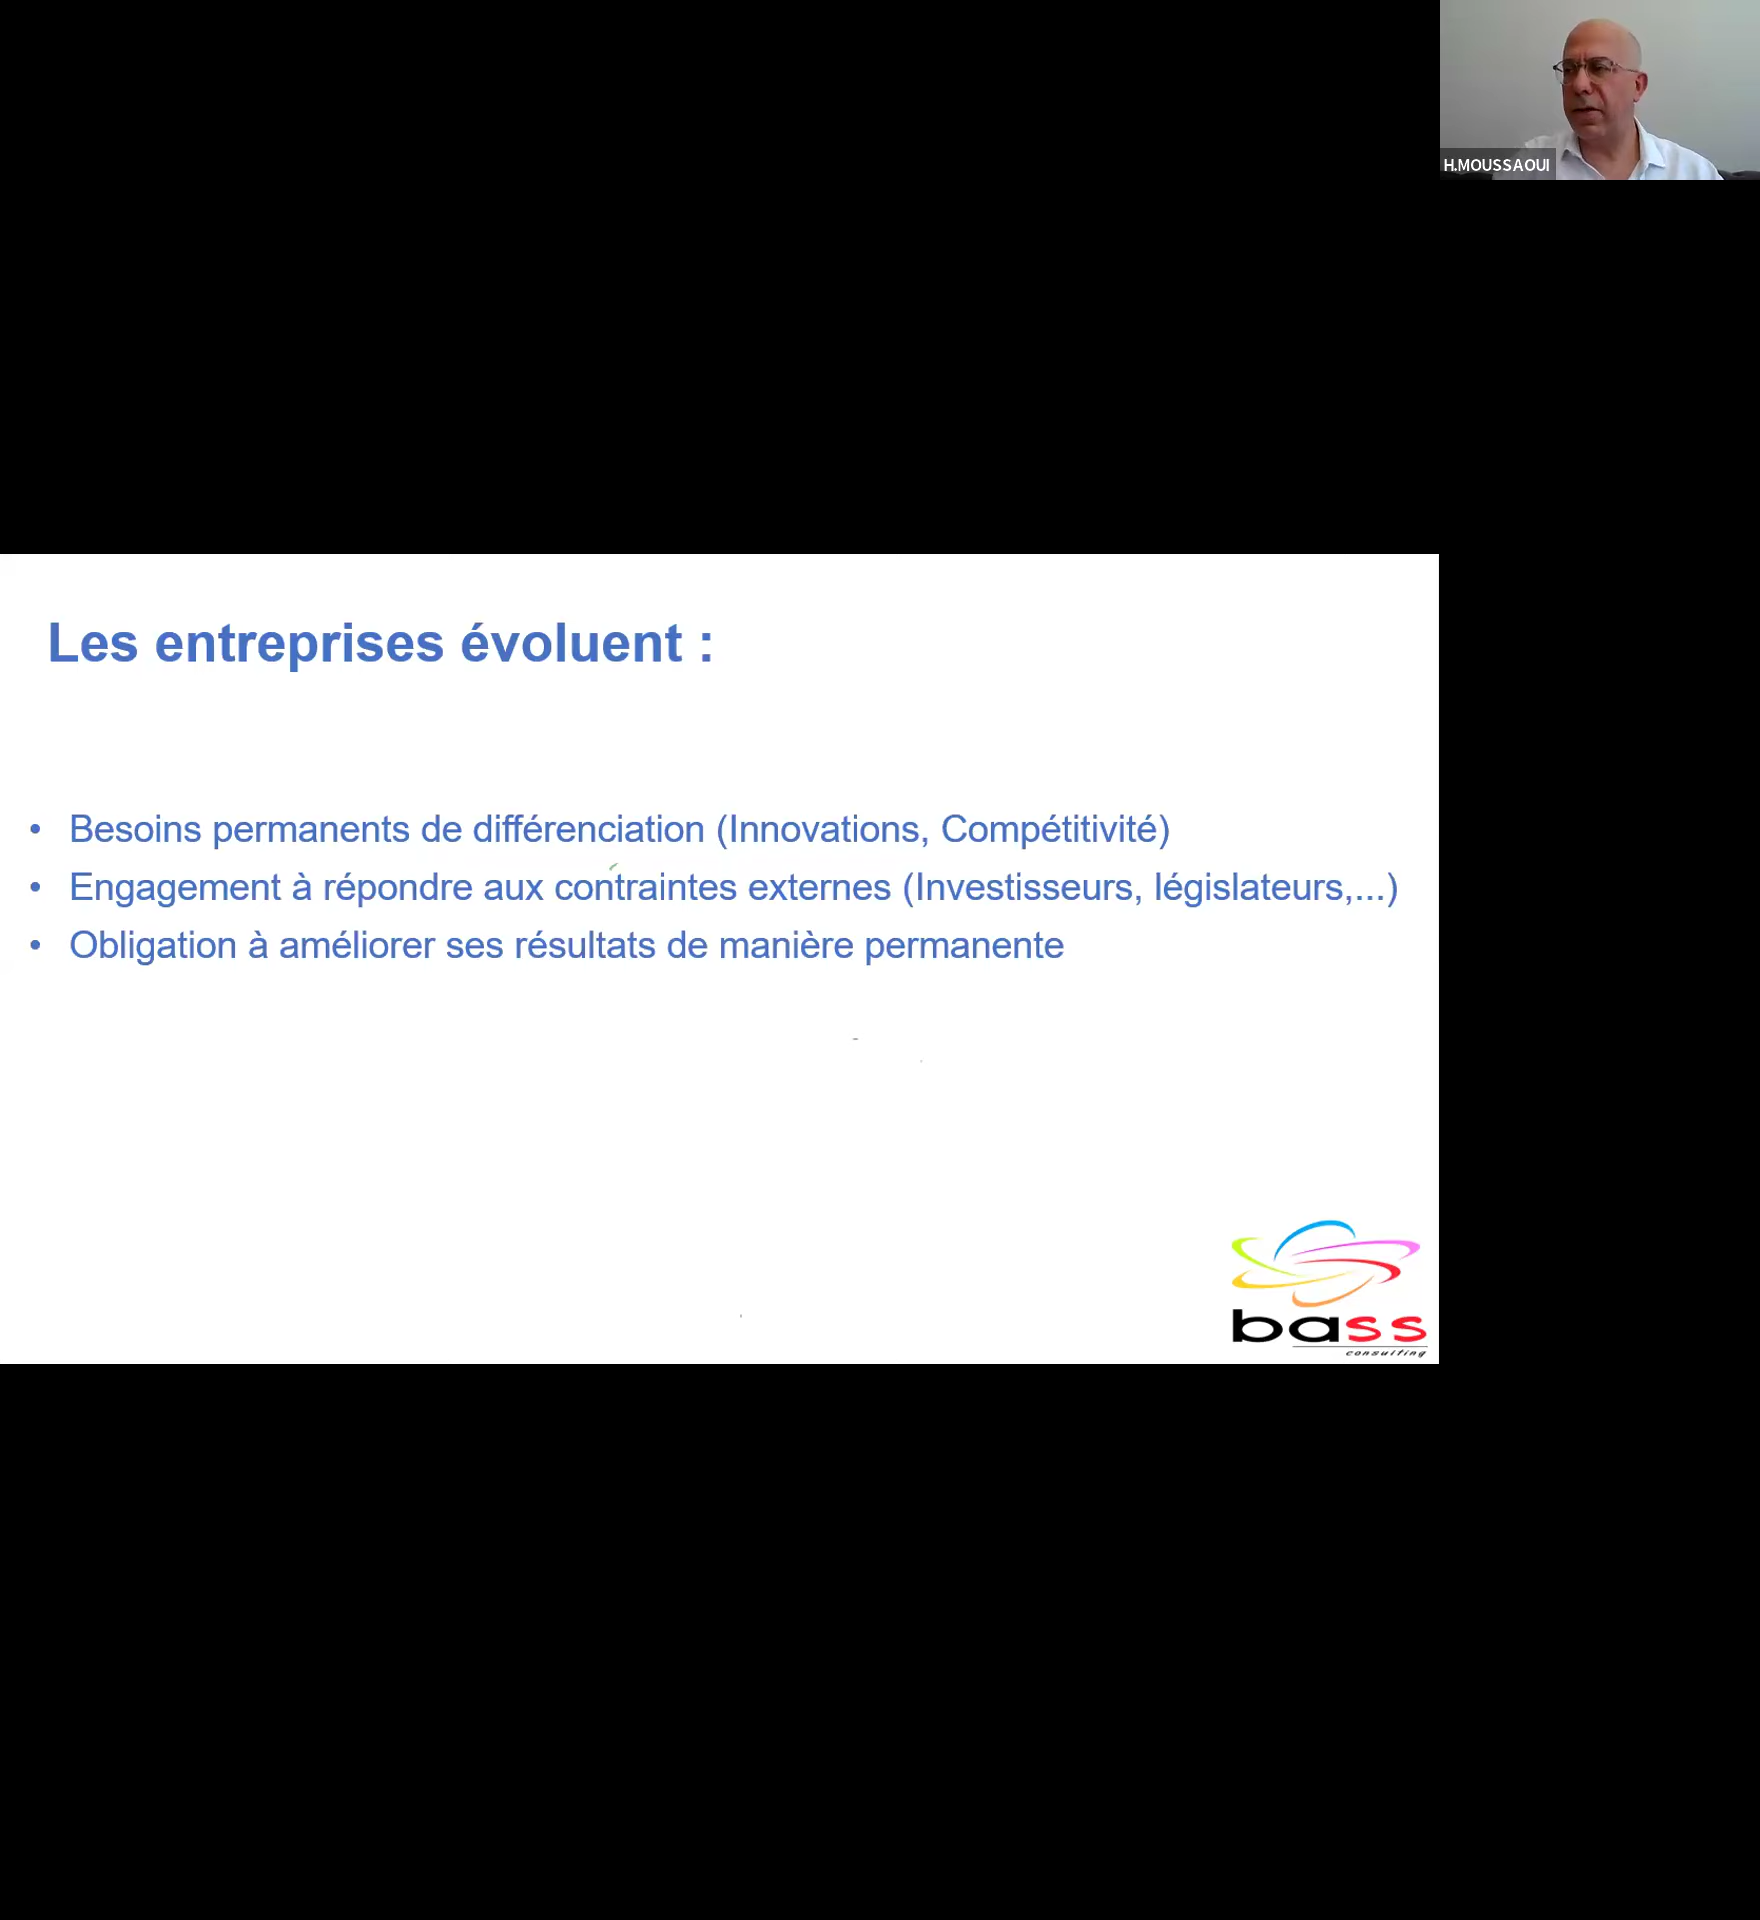 H.MOUSSAOUI
Les entreprises évoluent :
• Besoins permanents de différenciation (Innovations, Compétitivité)
• Engagement à répondre aux contraintes externes (Investisseurs, législateurs,...)
• Obligation à améliorer ses résultats de manière permanente
bass
consulting